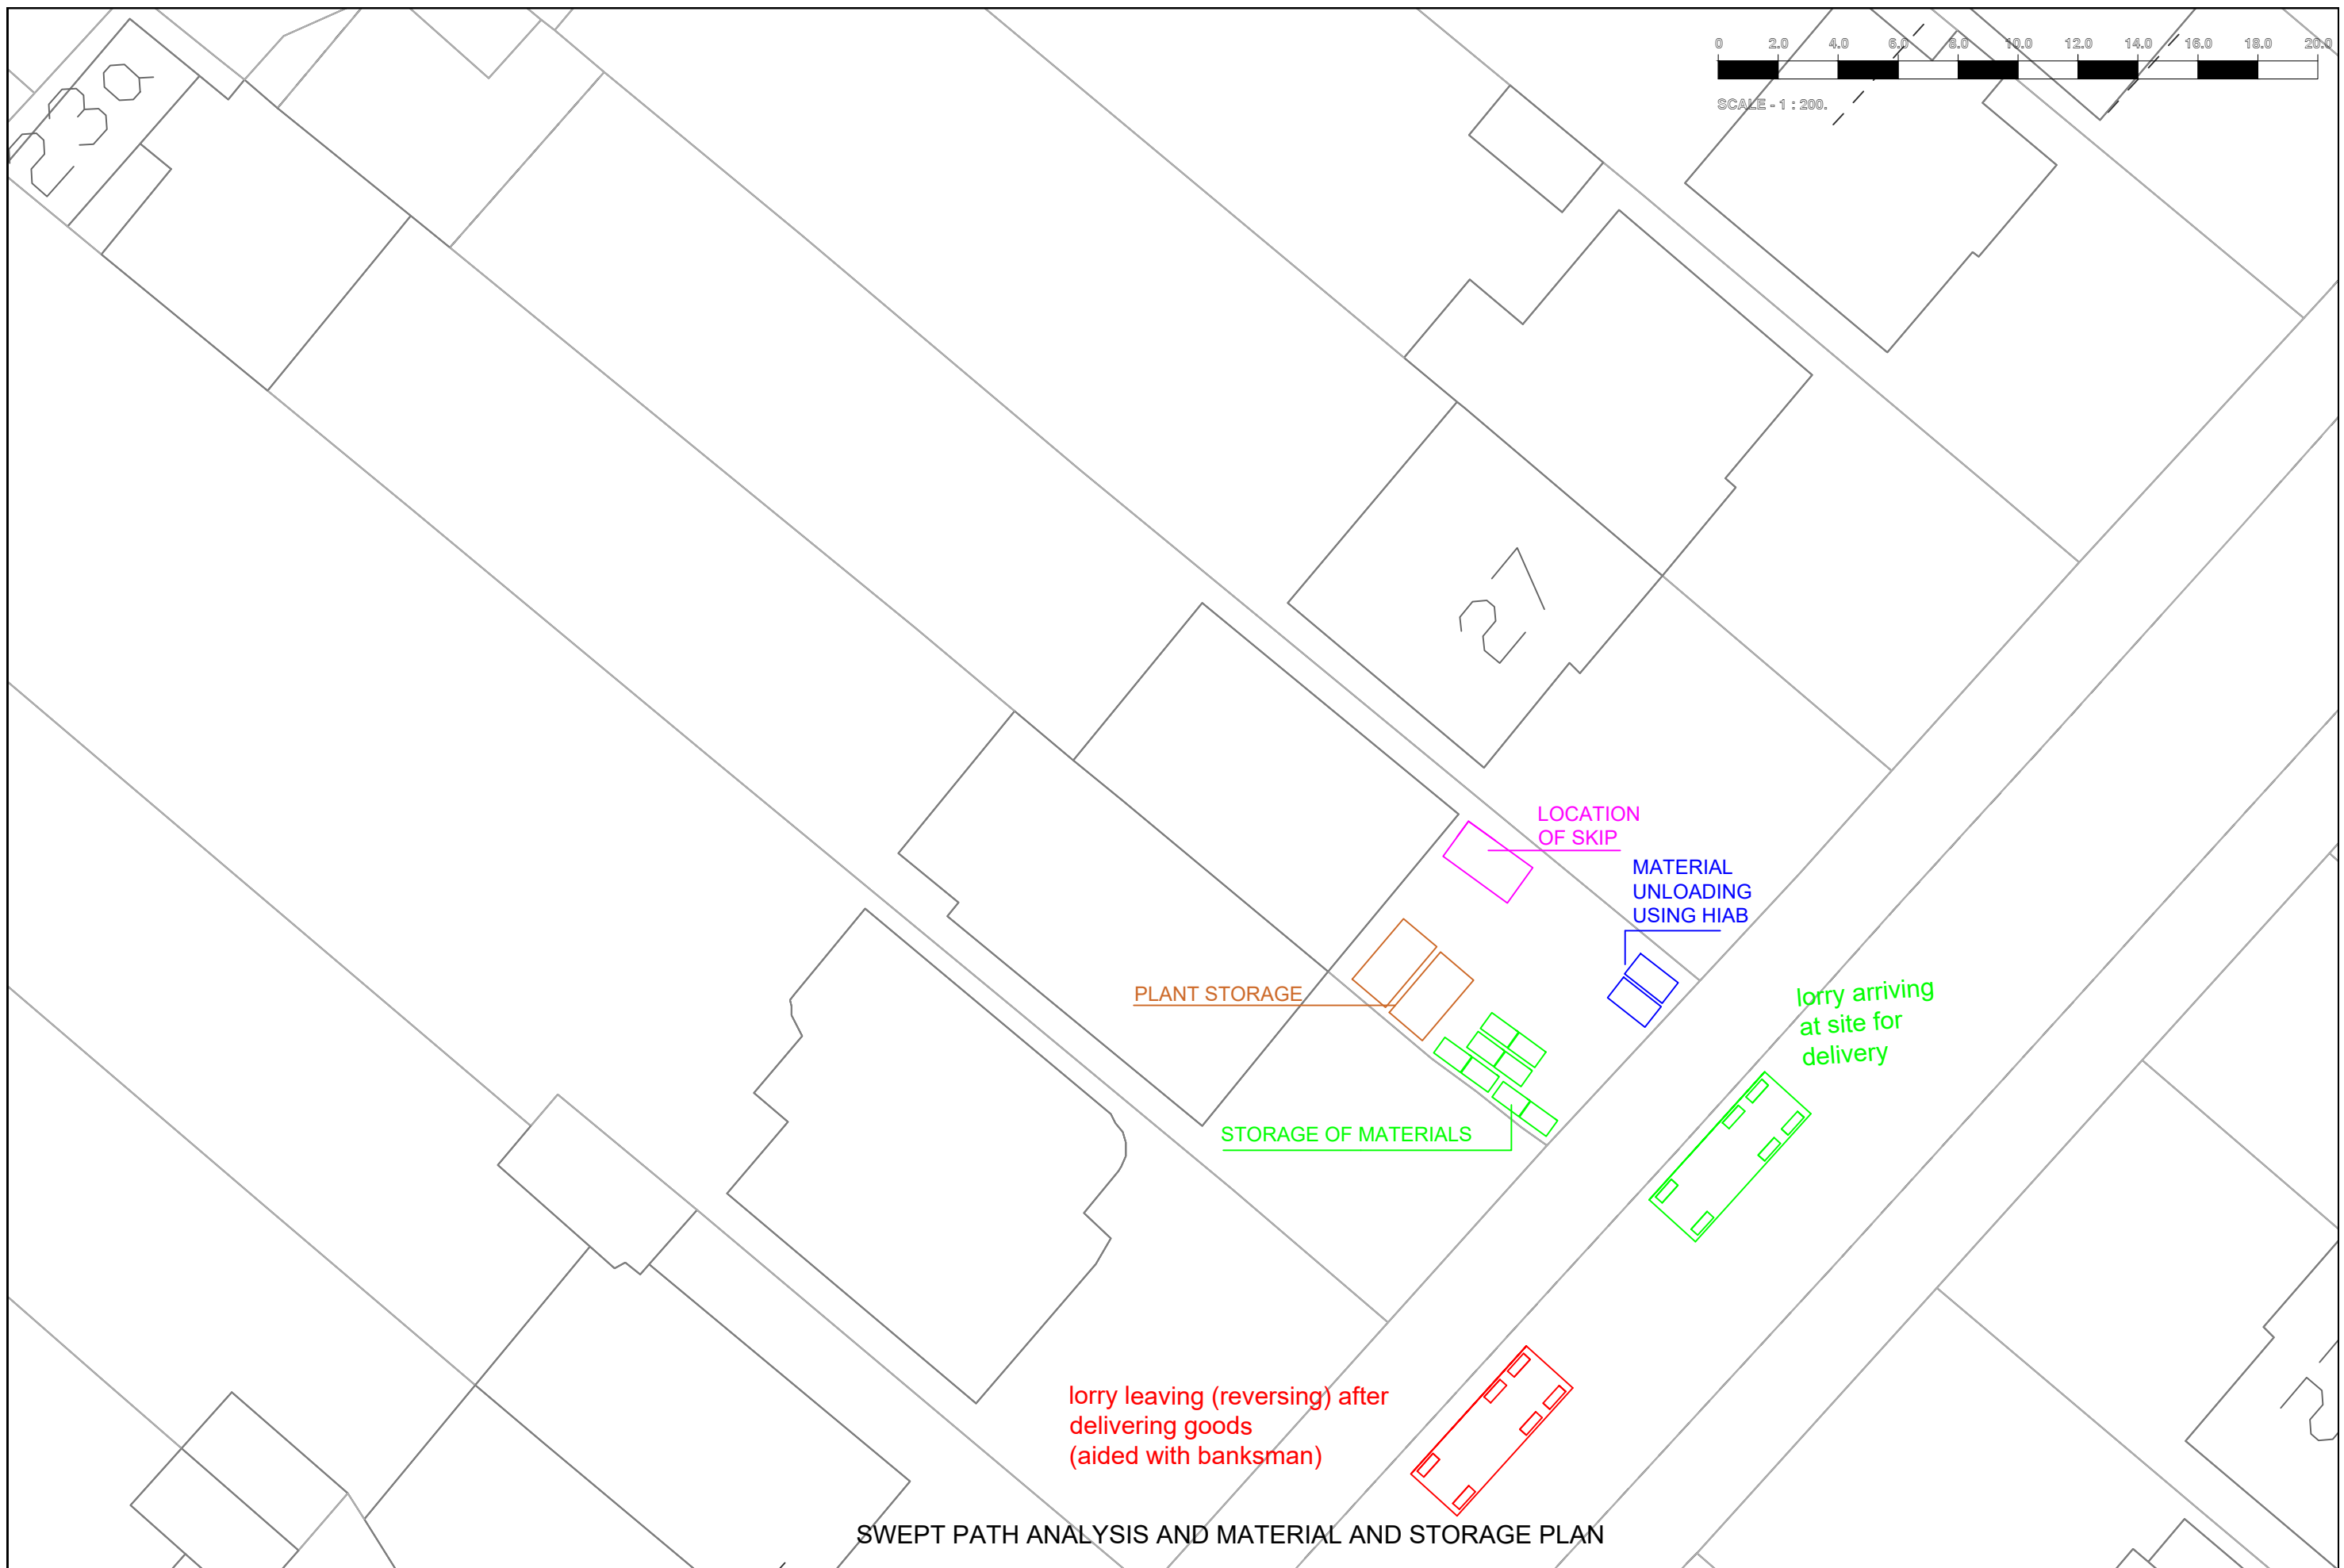 0 2.0 4.0 6.0 8.0 10.0 12.0 14.0 16.0 18.0 20.0
SCALE - 1 : 200.
27
LOCATION
OF SKIP
MATERIAL
UNLOADING
USING HIAB
PLANT STORAGE
lorry arriving
at site for
delivery
STORAGE OF MATERIALS
lorry leaving (reversing) after
delivering goods
(aided with banksman)
SWEPT PATH ANALYSIS AND MATERIAL AND STORAGE PLAN